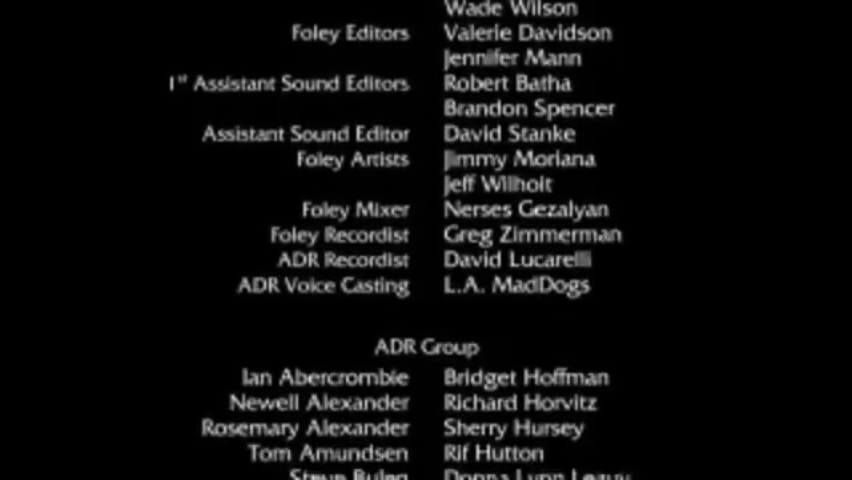 Wade Wilson
Foley Editors Valerie Davidson
Jennifer Mann
1st Assistant Sound Editors Robert Batha
Brandon Spencer
Assistant Sound Editor David Stanke
Foley Artists Jimmy Moriana
Jeff Wilhoit
Foley Mixer Nerses Gezalyan
Foley Recordist Greg Zimmerman
ADR Recordist David Lucarelli
ADR Voice Casting L.A. MadDogs
ADR Group
Ian Abercrombie Bridget Hoffman
Newell Alexander Richard Horvitz
Rosemary Alexander Sherry Hursey
Tom Amundsen Rif Hutton
Donna Lynn